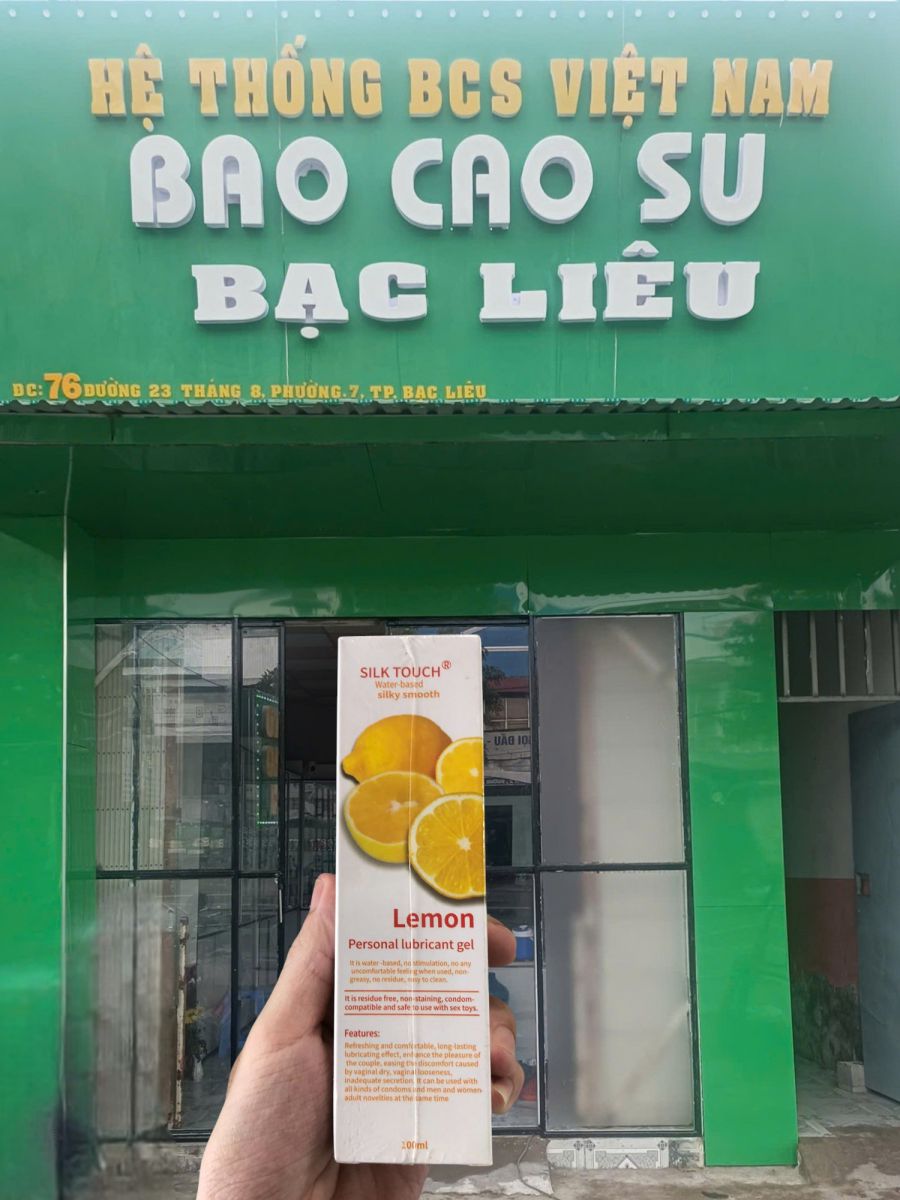 HỆ THỐNG BCS VIỆT NAM
BAO CAO SU
BẠC LIÊU
ĐC: 76 ĐƯỜNG 23 THÁNG 8, PHƯỜNG.7, TP. BẠC LIÊU
SILK TOUCH®
Water-based
silky smooth
Lemon
Personal lubricant gel
It is water-based, no stimulation, no any
uncomfortable feeling when used, non-
greasy, no residue, easy to clean.
It is residue free, non-staining, condom-
compatible and safe to use with sex toys.
Features:
Refreshing and comfortable, long-lasting
lubricating effect, enhance the pleasure of
the couple, easing the discomfort caused
by vaginal dry, vaginal looseness,
inadequate secretion. It can be used with
all kinds of condoms and men and women
adult novelties at the same time
100ml